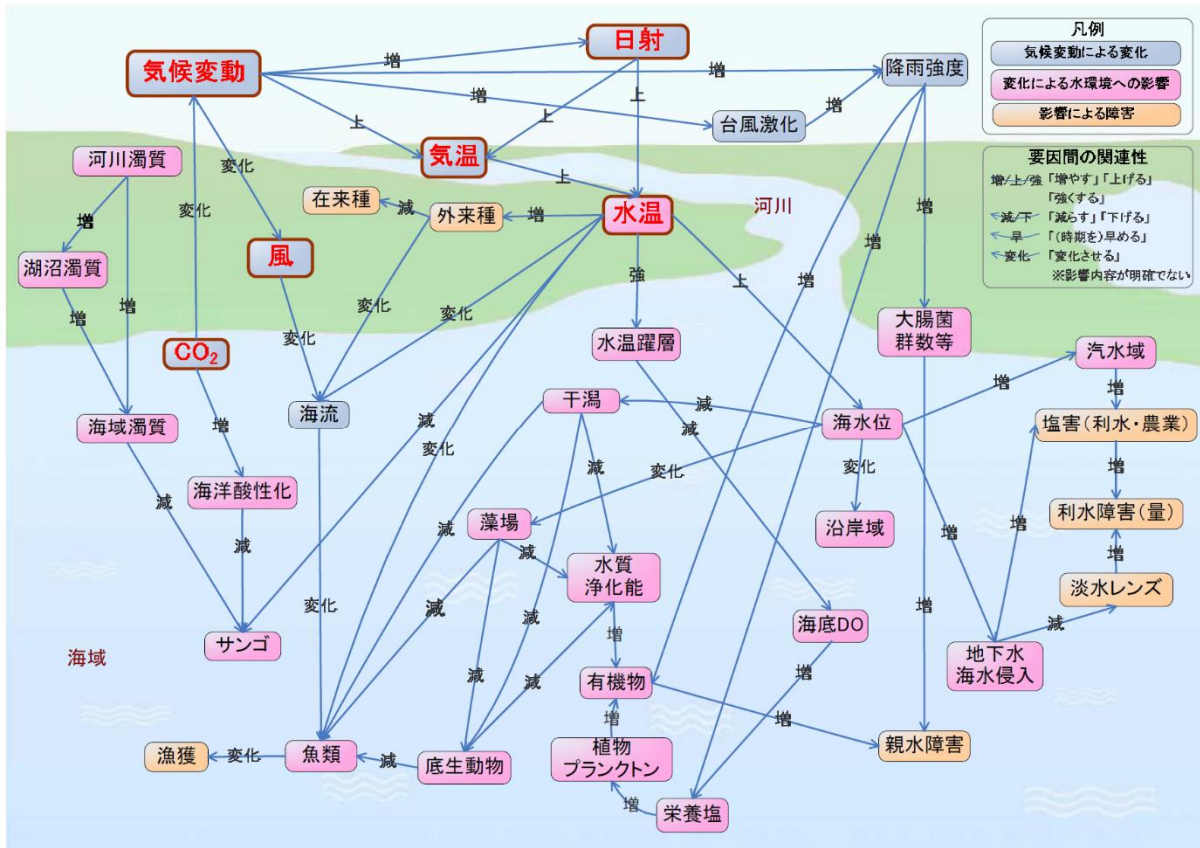 日射
気候変動
増
増
増
降雨強度
台風激化
増
上
上
上
気温
上
河川濁質
変化
変化
増
湖沼濁質
在来種
減
外来種
増
水温
河川
増
増
増
風
増
増
変化
変化
変化
強
上
水温躍層
大腸菌
群数等
汽水域
CO₂
増
海域濁質
増
海流
減
変化
干潟
減
減
海水位
増
塩害(利水・農業)
海洋酸性化
減
減
減
藻場
減
減
変化
変化
沿岸域
増
増
増
利水障害(量)
水質
浄化能
増
淡水レンズ
サンゴ
変化
減
減
減
減
増
海底DO
増
減
地下水
海水侵入
海域
有機物
増
増
増
漁獲
変化
魚類
減
底生動物
植物
プランクトン
増
栄養塩
親水障害
凡例
気候変動による変化
変化による水環境への影響
影響による障害
要因間の関連性
増/上/強 「増やす」「上げる」
「強くする」
減/下 「減らす」「下げる」
早 「(時期を)早める」
変化 「変化させる」
※影響内容が明確でない